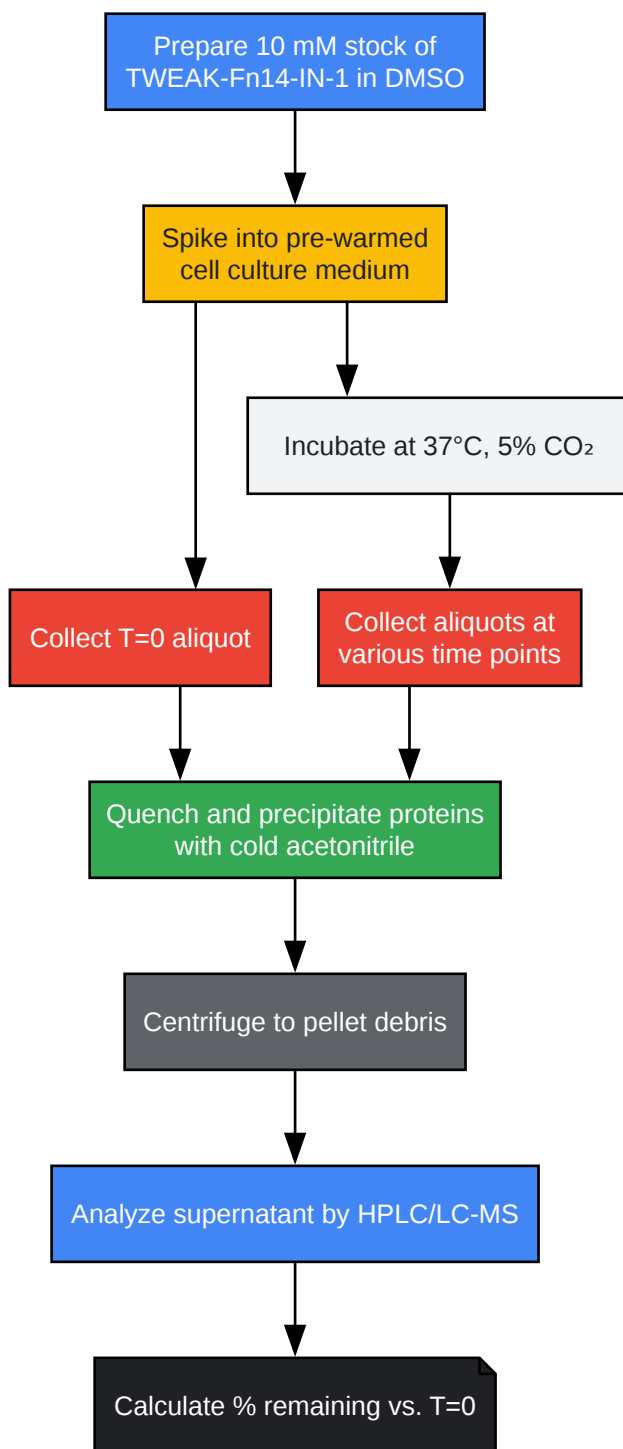 Prepare 10 mM stock of
TWEAK-Fn14-IN-1 in DMSO
Spike into pre-warmed
cell culture medium
Incubate at 37°C, 5% CO₂
Collect T=0 aliquot
Collect aliquots at
various time points
Quench and precipitate proteins
with cold acetonitrile
Centrifuge to pellet debris
Analyze supernatant by HPLC/LC-MS
Calculate % remaining vs. T=0